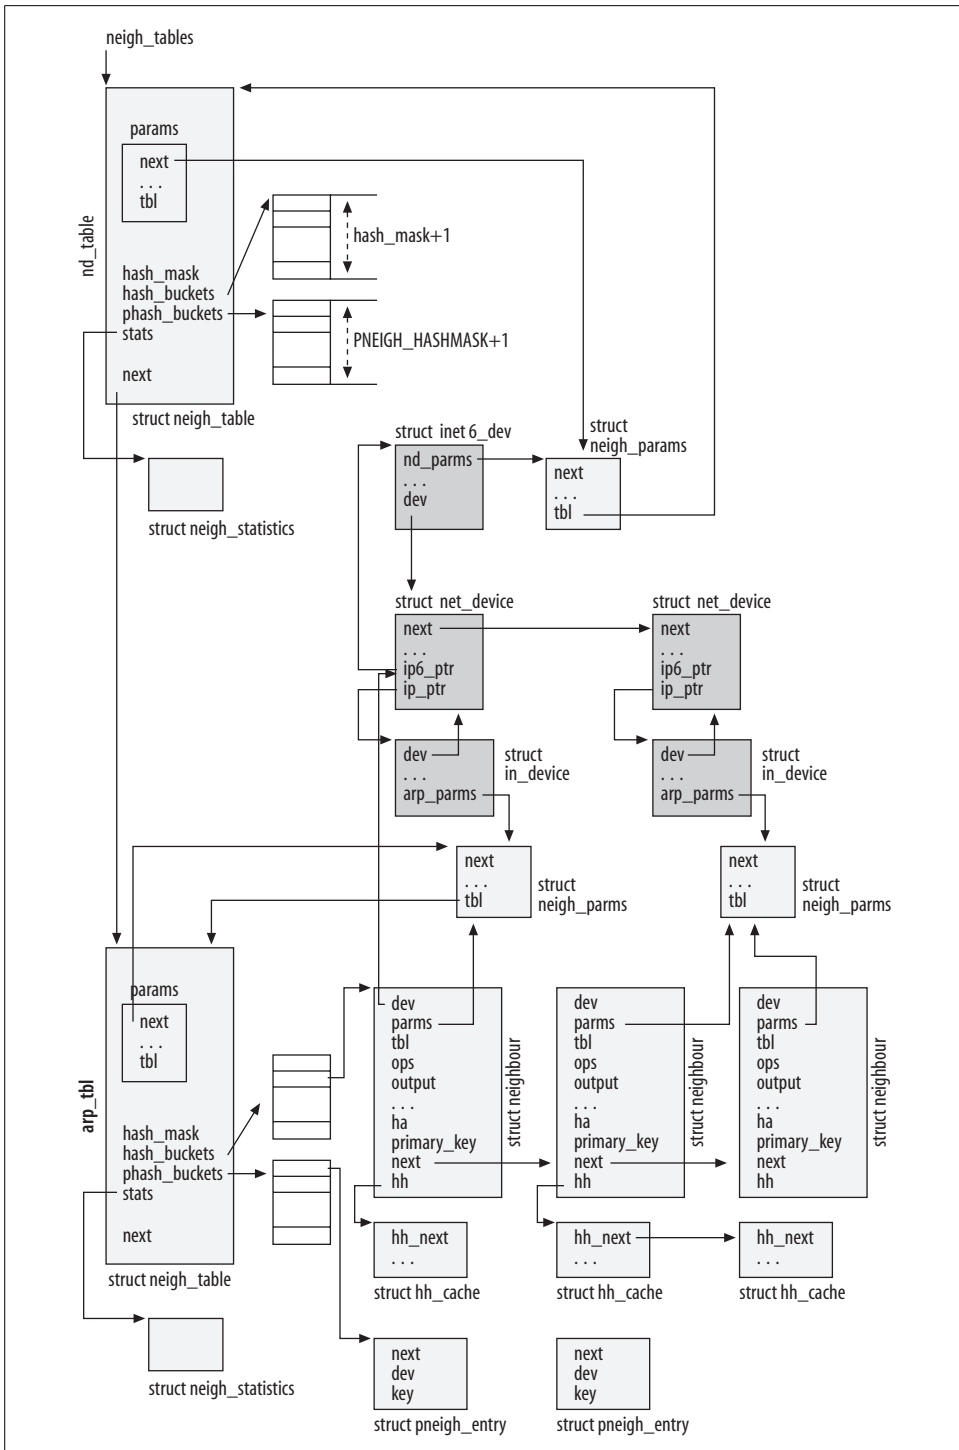 neigh_tables
params
next
. . .
tbl
nd_table
hash_mask
hash_buckets
phash_buckets
stats
next
struct neigh_table
hash_mask+1
PNEIGH_HASHMASK+1
struct neigh_statistics
struct inet 6_dev
nd_parms
. . .
dev
struct
neigh_params
next
. . .
tbl
struct net_device
next
. . .
ip6_ptr
ip_ptr
struct net_device
next
. . .
ip6_ptr
ip_ptr
dev
. . .
arp_parms
struct
in_device
dev
. . .
arp_parms
struct
in_device
next
. . .
tbl
struct
neigh_parms
next
. . .
tbl
struct
neigh_parms
params
next
. . .
tbl
arp_tbl
hash_mask
hash_buckets
phash_buckets
stats
next
struct neigh_table
struct neigh_statistics
dev
parms
tbl
ops
output
. . .
ha
primary_key
next
hh
struct neighbour
dev
parms
tbl
ops
output
. . .
ha
primary_key
next
hh
struct neighbour
dev
parms
tbl
ops
output
. . .
ha
primary_key
next
hh
struct neighbour
hh_next
. . .
struct hh_cache
hh_next
. . .
struct hh_cache
hh_next
. . .
struct hh_cache
next
dev
key
struct pneigh_entry
next
dev
key
struct pneigh_entry